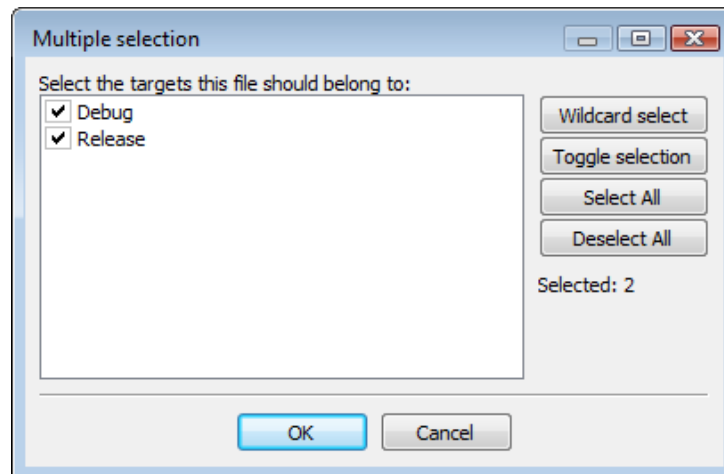 Multiple selection
Select the targets this file should belong to:
Debug
Release
Wildcard select
Toggle selection
Select All
Deselect All
Selected: 2
OK
Cancel